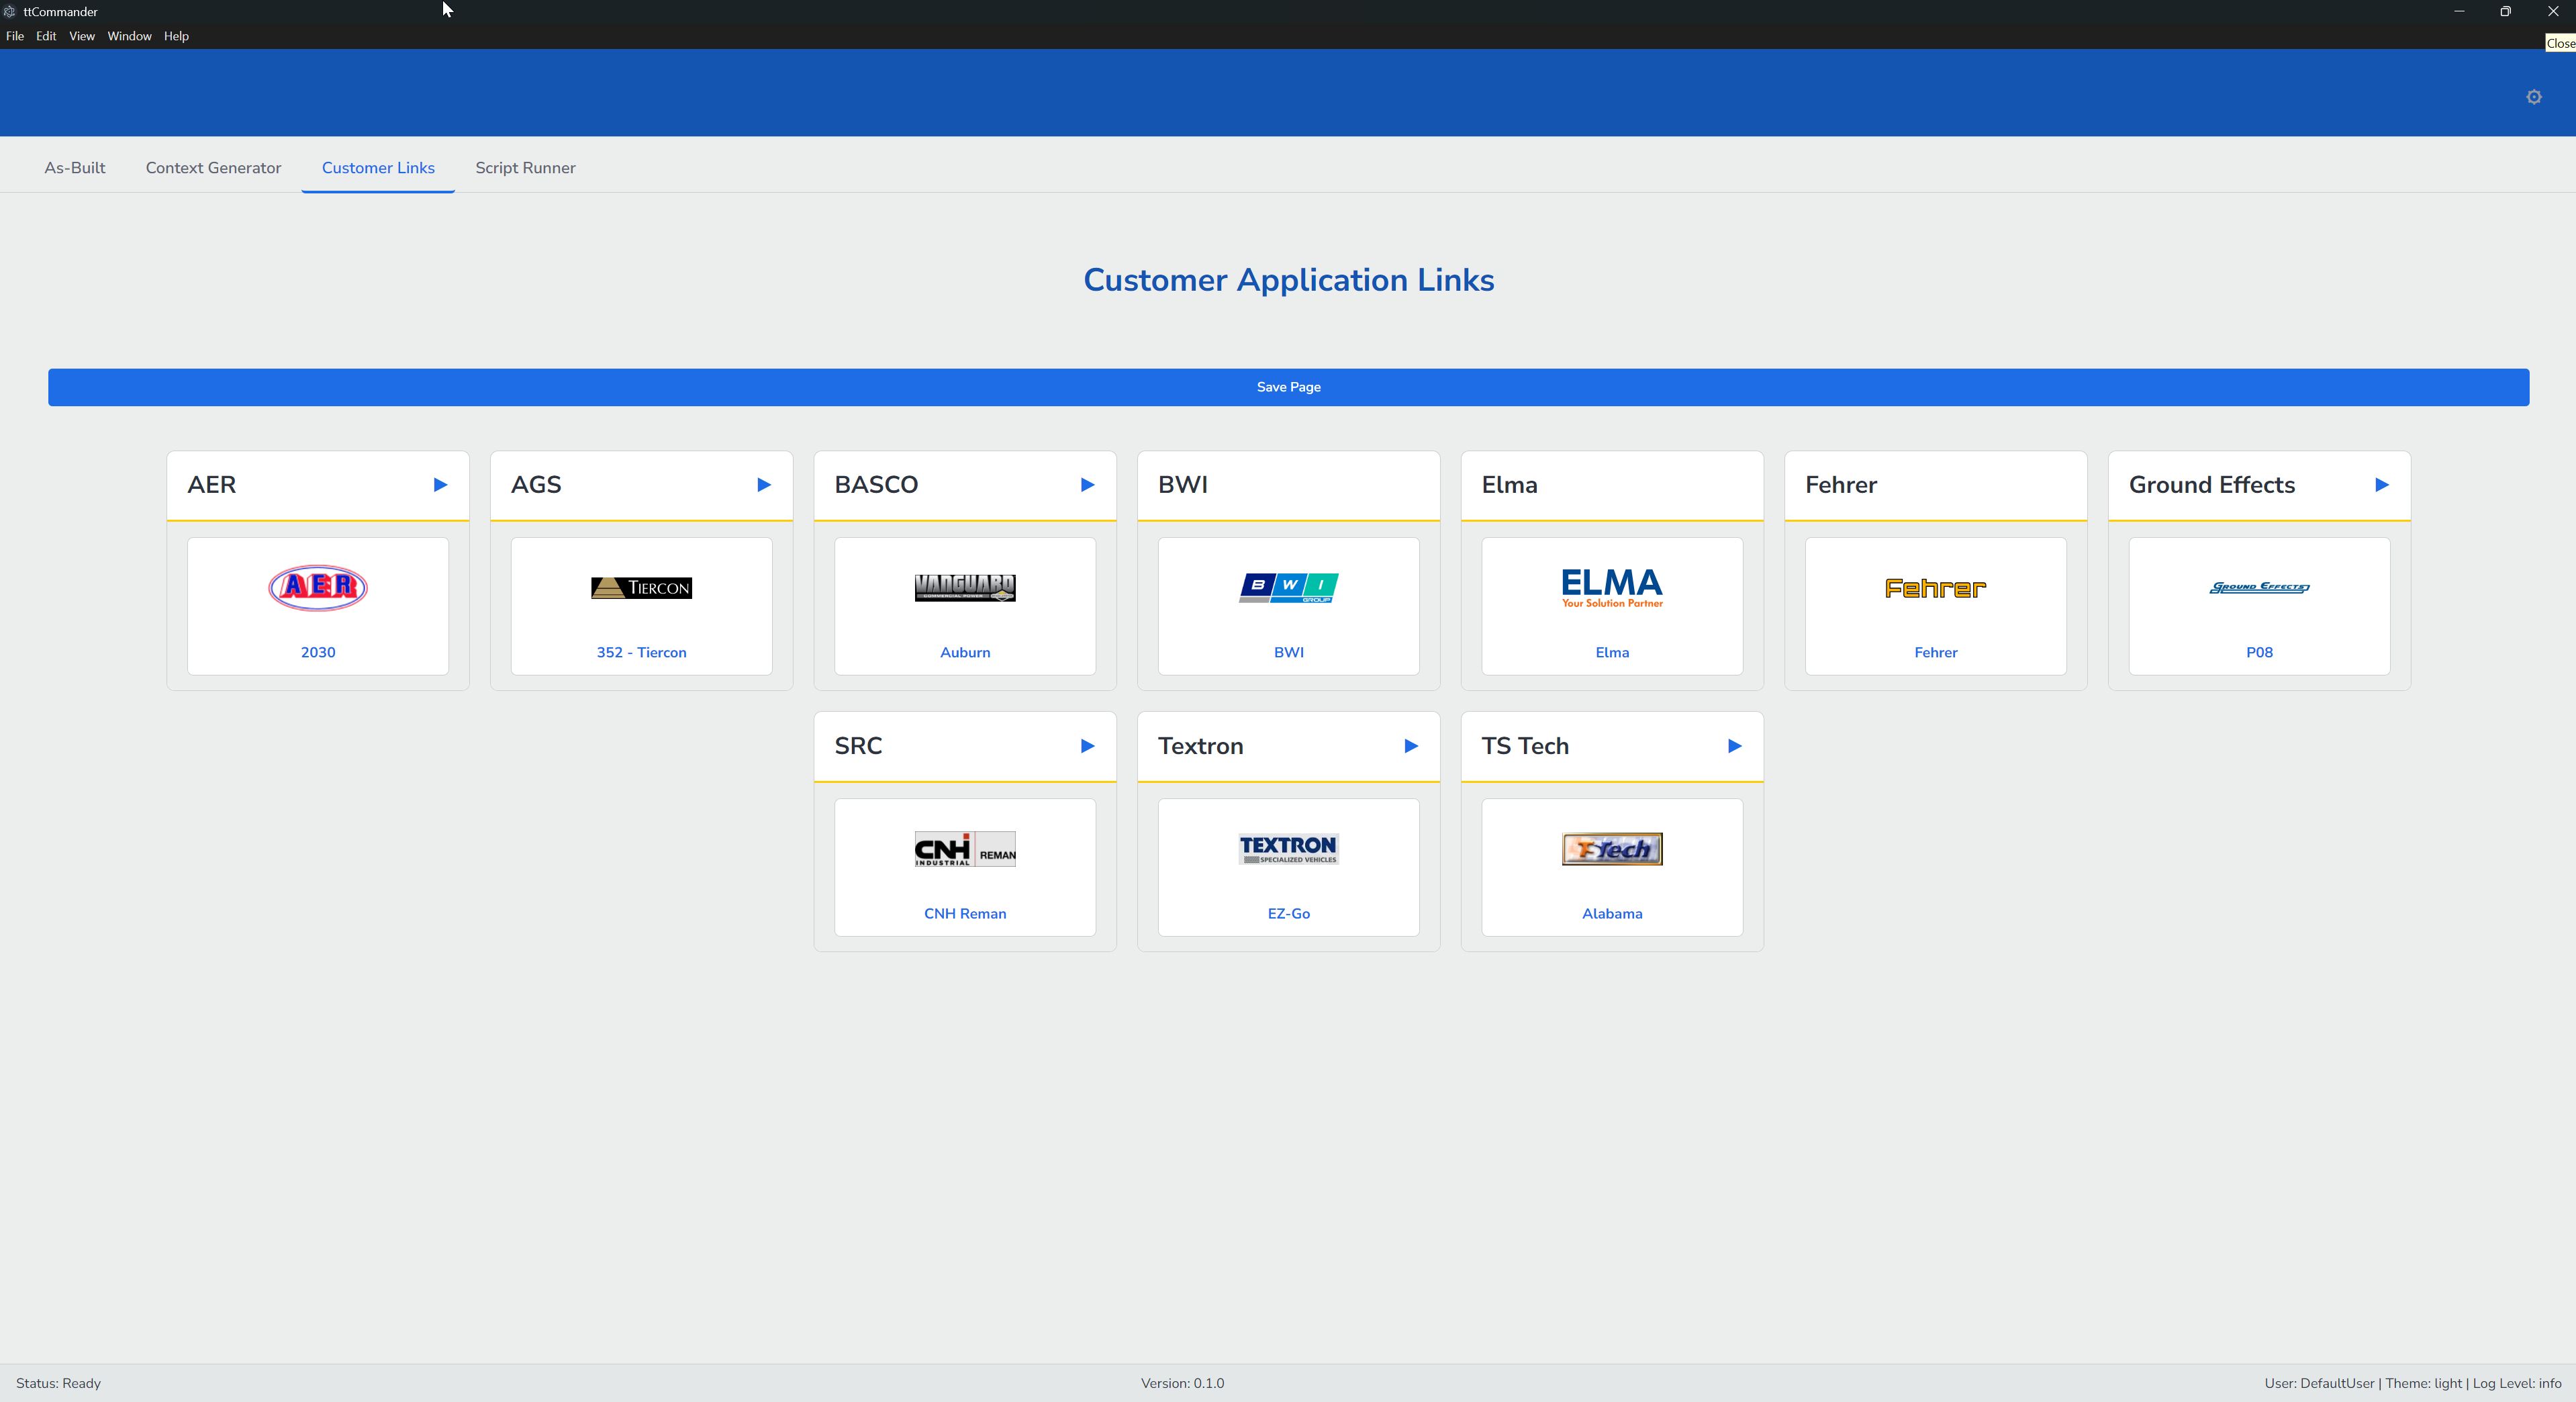 ttCommander
File Edit View Window Help
Close
As-Built Context Generator Customer Links Script Runner
Customer Application Links
Save Page
AER AGS BASCO BWI Elma Fehrer Ground Effects
AER TIERCON VANGUARD BWI ELMA Fehrer GROUND EFFECTS
COMMERCIAL POWER GROUP Your Solution Partner
2030 352 - Tiercon Auburn BWI Elma Fehrer P08
SRC Textron TS Tech
CNH REMAN TEXTRON Tech
INDUSTRIAL SPECIALIZED VEHICLES
CNH Reman EZ-Go Alabama
Status: Ready Version: 0.1.0 User: DefaultUser | Theme: light | Log Level: info